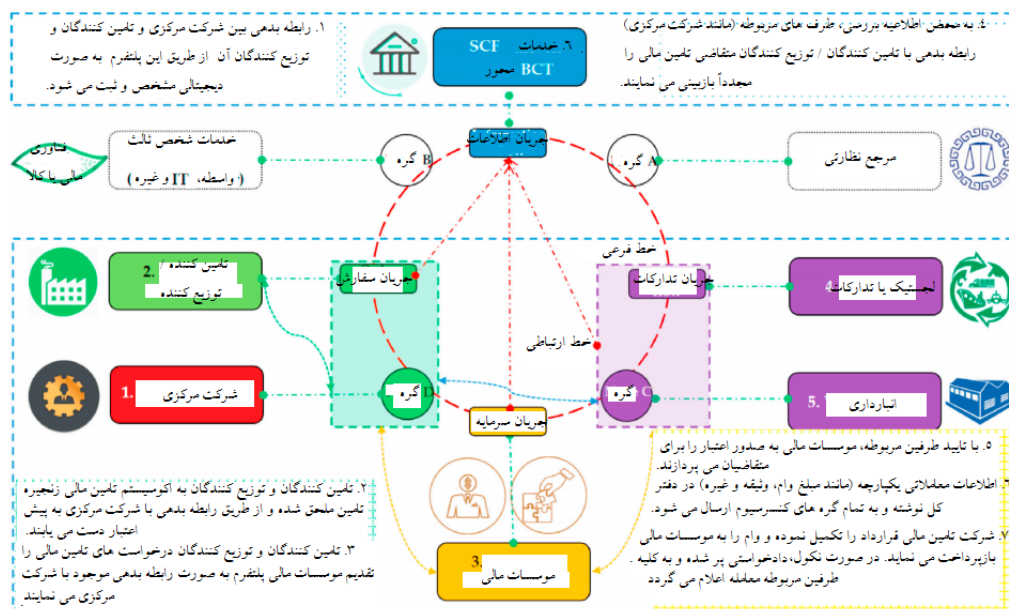 ۱. رابطه بدهی بین شرکت مرکزی و تامین کنندگان و
توزیع کنندگان آن از طریق این پلتفرم به صورت
دیجیتالی مشخص و ثبت می شود.
۶. خدمات SCF
BCT محور
۴. به محض اطلاعیه بررسی، طرف های مربوطه (مانند شرکت مرکزی)
رابطه بدهی با تامین کنندگان / توزیع کنندگان متقاضی تامین مالی را
مجدداً بازبینی می نمایند.
جریان اطلاعات
فناوری
مالی یا کالا
خدمات شخص ثالث
(واسطه، IT و غیره)
گره B
گره A
مرجع نظارتی
خط فرعی
2. تامین کننده /
توزیع کننده
جریان سفارش
جریان تدارکات
4. لجستیک یا تدارکات
خط ارتباطی
1. شرکت مرکزی
گره D
گره C
5. انبارداری
جریان سرمایه
۵. با تایید طرفین مربوطه، موسسات مالی به صدور اعتبار را برای
متقاضیان می پردازند.
۶. اطلاعات معاملاتی یکپارچه (مانند مبلغ وام، وثیقه و غیره) در دفتر
کل نوشته و به تمام گره های کنسرسیوم ارسال می شود.
۷. شرکت تامین مالی قرارداد را تکمیل نموده و وام را به موسسات مالی
بازپرداخت می نماید. در صورت نکول، دادخواستی پر شده و به کلیه
طرفین مربوطه معامله اعلام می گردد
۲. تامین کنندگان و توزیع کنندگان به اکوسیستم تامین مالی زنجیره
تامین ملحق شده و از طریق رابطه بدهی با شرکت مرکزی به پیش
اعتبار دست می یابند.
۳. تامین کنندگان و توزیع کنندگان درخواست های تامین مالی را
تقدیم موسسات مالی پلتفرم به صورت رابطه بدهی موجود با شرکت
مرکزی می نمایند
3. موسسات مالی